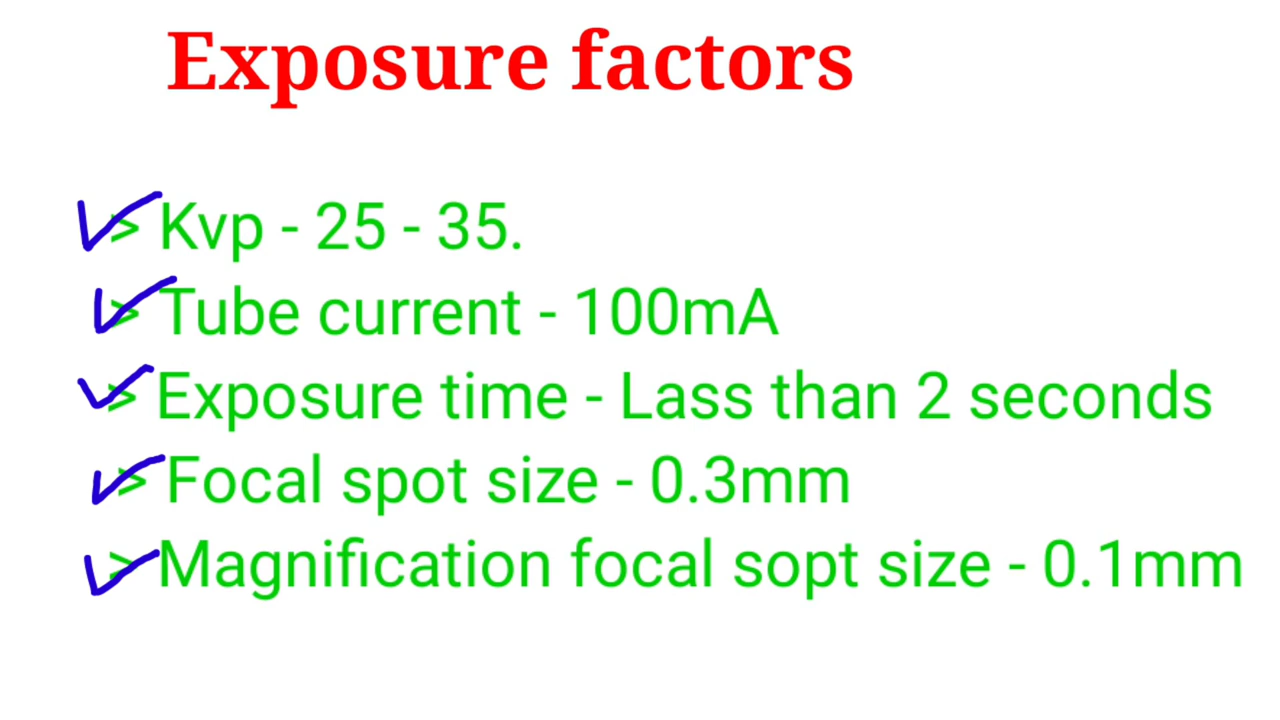 Exposure factors
> Kvp - 25 - 35.
> Tube current - 100mA
> Exposure time - Lass than 2 seconds
> Focal spot size - 0.3mm
> Magnification focal sopt size - 0.1mm